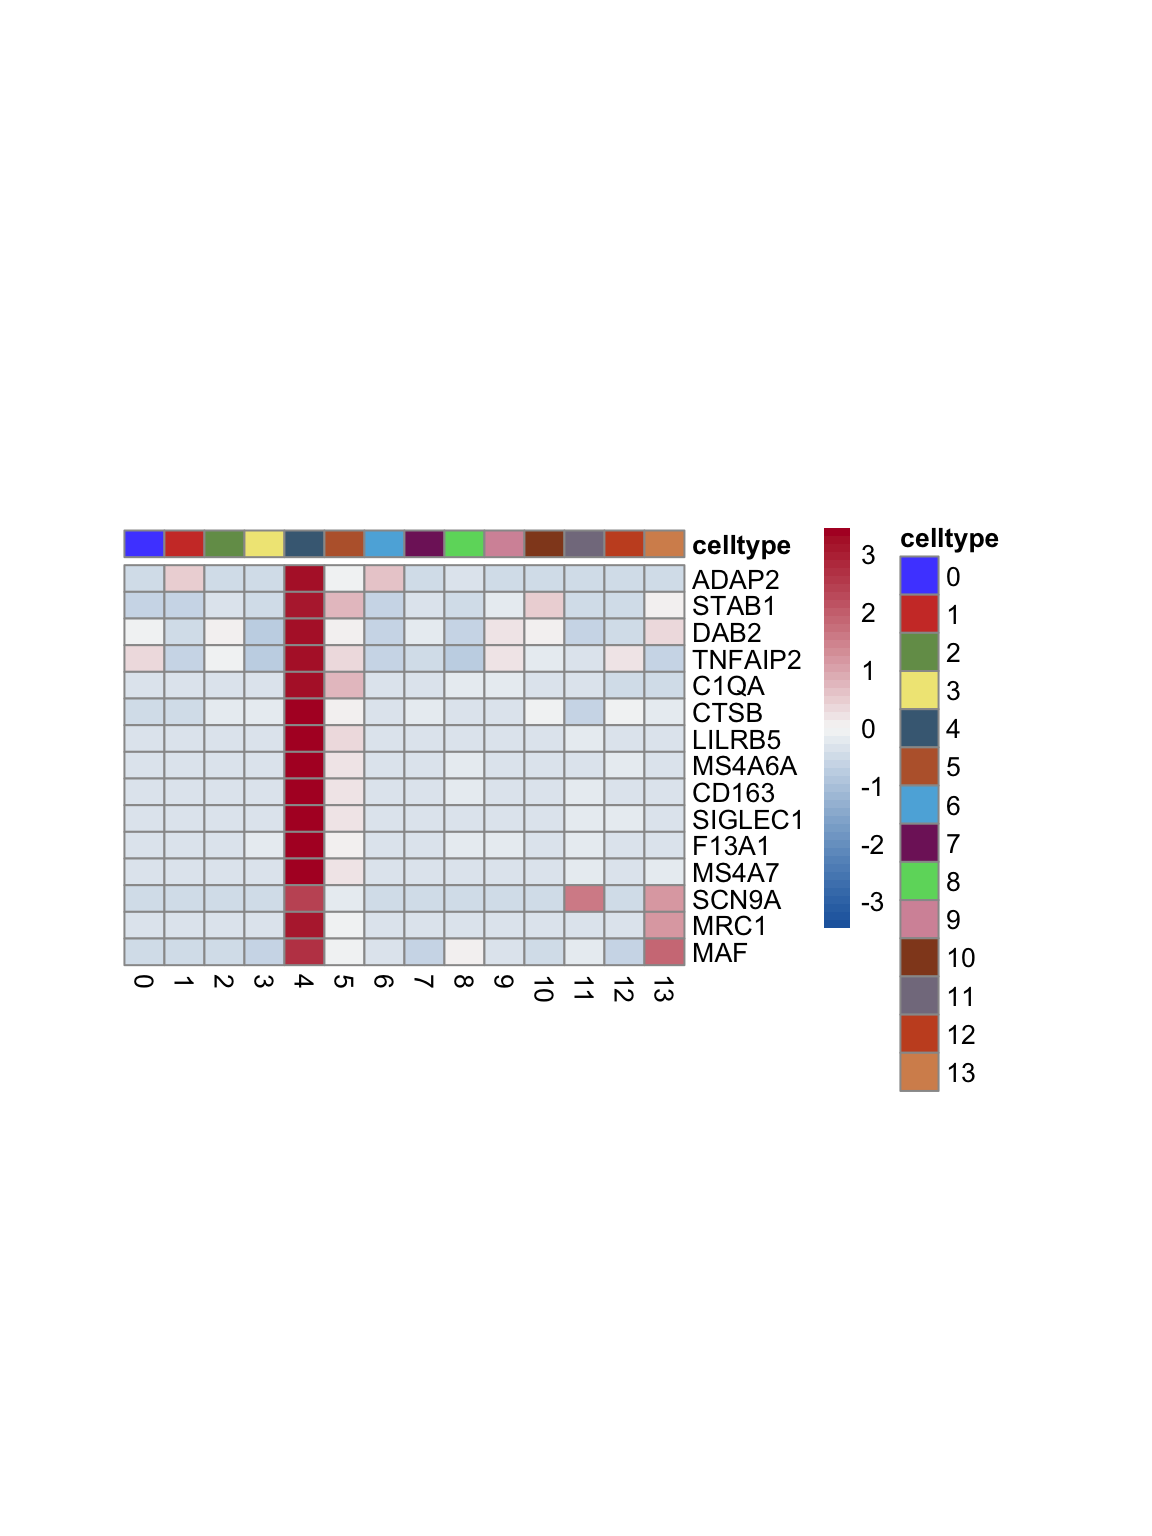 celltype
ADAP2
STAB1
DAB2
TNFAIP2
C1QA
CTSB
LILRB5
MS4A6A
CD163
SIGLEC1
F13A1
MS4A7
SCN9A
MRC1
MAF
0 1 2 3 4 5 6 7 8 9 10 11 12 13
3
2
1
0
-1
-2
-3
celltype
0
1
2
3
4
5
6
7
8
9
10
11
12
13